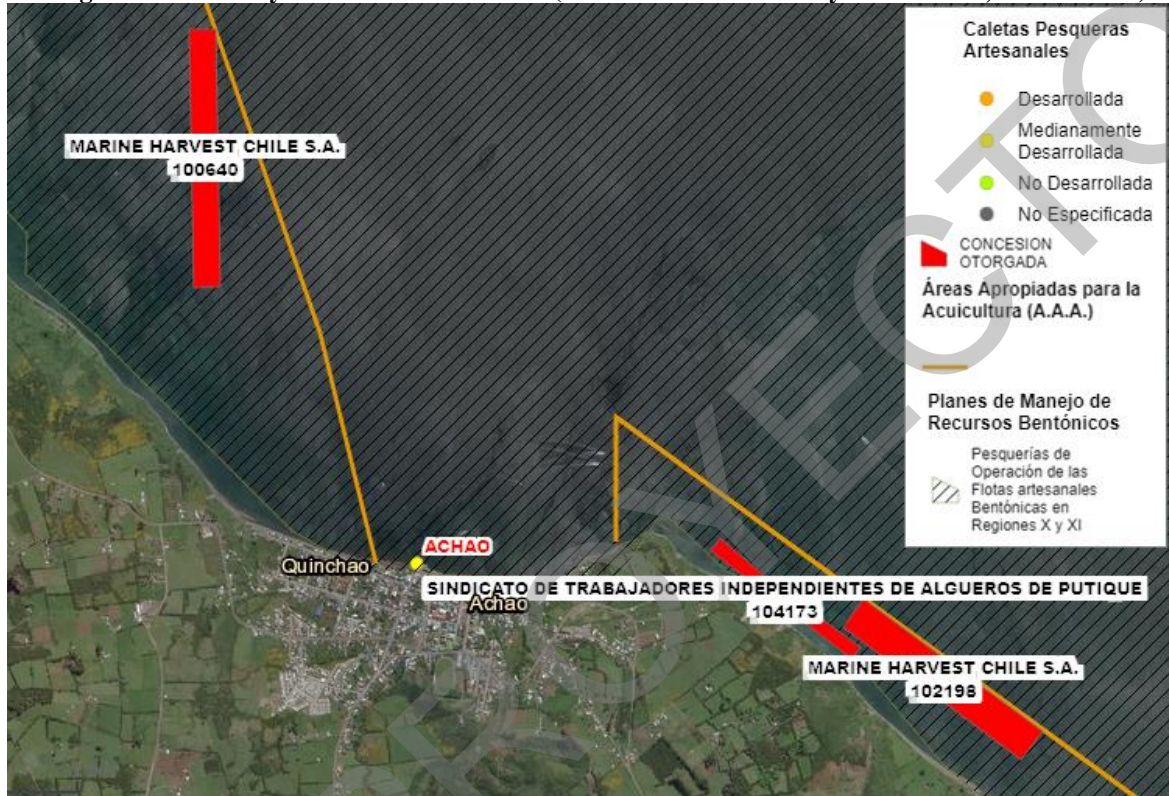 MARINE HARVEST CHILE S.A.
100640
Quinchao
ACHAO
SINDICATO DE TRABAJADORES INDEPENDIENTES DE ALGUEROS DE PUTIQUE
Achao
104173
MARINE HARVEST CHILE S.A.
102198
Caletas Pesqueras
Artesanales
Desarrollada
Medianamente
Desarrollada
No Desarrollada
No Especificada
CONCESION
OTORGADA
Áreas Apropiadas para la
Acuicultura (A.A.A.)
Planes de Manejo de
Recursos Bentónicos
Pesquerías de
Operación de las
Flotas artesanales
Bentónicas en
Regiones X y XI